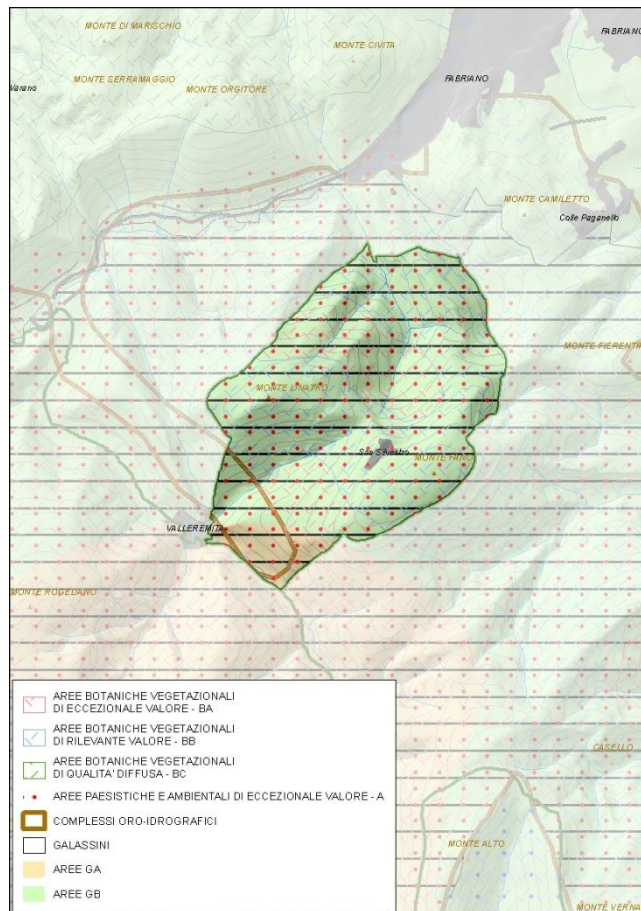 MONTE DI MARISCHIO
FABRIANO
MONTE CIVITA
Varano
MONTE SERRAMAGGIO
FABRIANO
MONTE ORGITORE
MONTE CAMILETTO
Colle Paganello
MONTE FIERENTIN
MONTE LINATRO
San Silvestro
MONTE FANO
VALLEREMITA
MONTE ROGEDANO
CASELLO
MONTE ALTO
MONTE VERNA
AREE BOTANICHE VEGETAZIONALI
DI ECCEZIONALE VALORE - BA
AREE BOTANICHE VEGETAZIONALI
DI RILEVANTE VALORE - BB
AREE BOTANICHE VEGETAZIONALI
DI QUALITA' DIFFUSA - BC
AREE PAESISTICHE E AMBIENTALI DI ECCEZIONALE VALORE - A
COMPLESSI ORO-IDROGRAFICI
GALASSINI
AREE GA
AREE GB